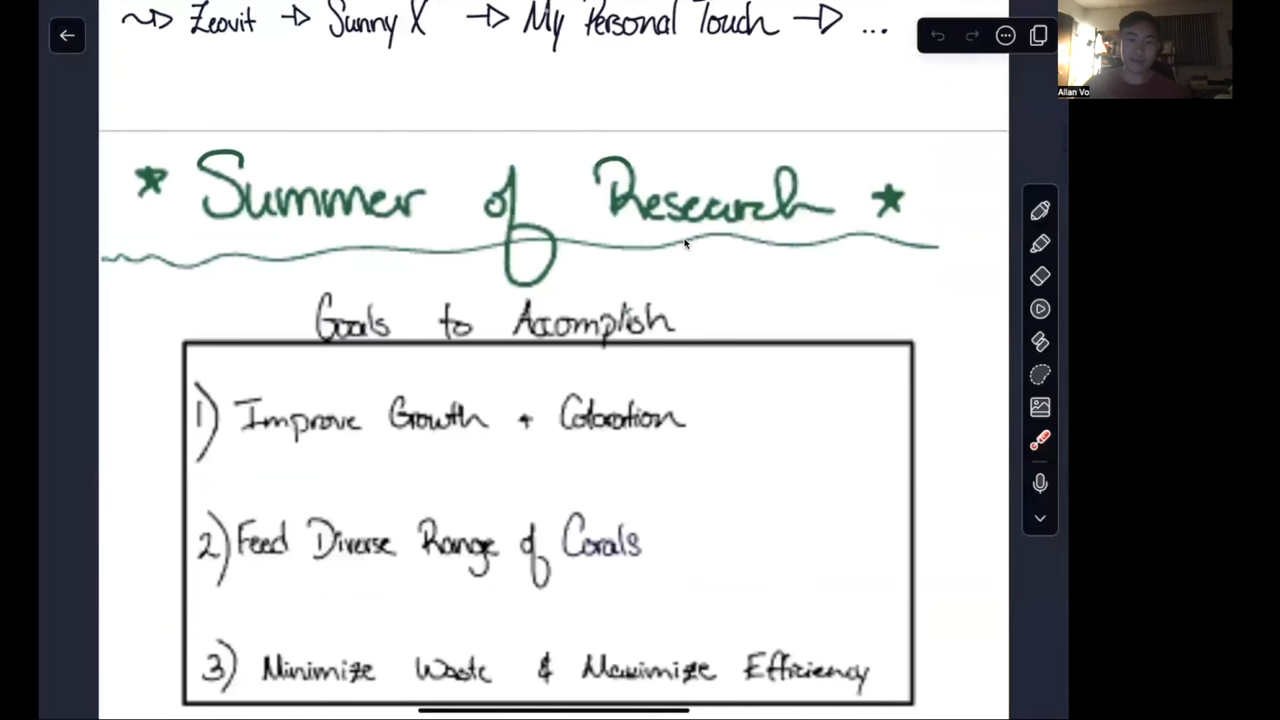 ~> Zeovit -> Sunny X -> My Personal Touch -> ...
Allan Vo
* Summer of Research *
Goals to Accomplish
1) Improve Growth + Coloration
2) Feed Diverse Range of Corals
3) Minimize Waste & Maximize Efficiency